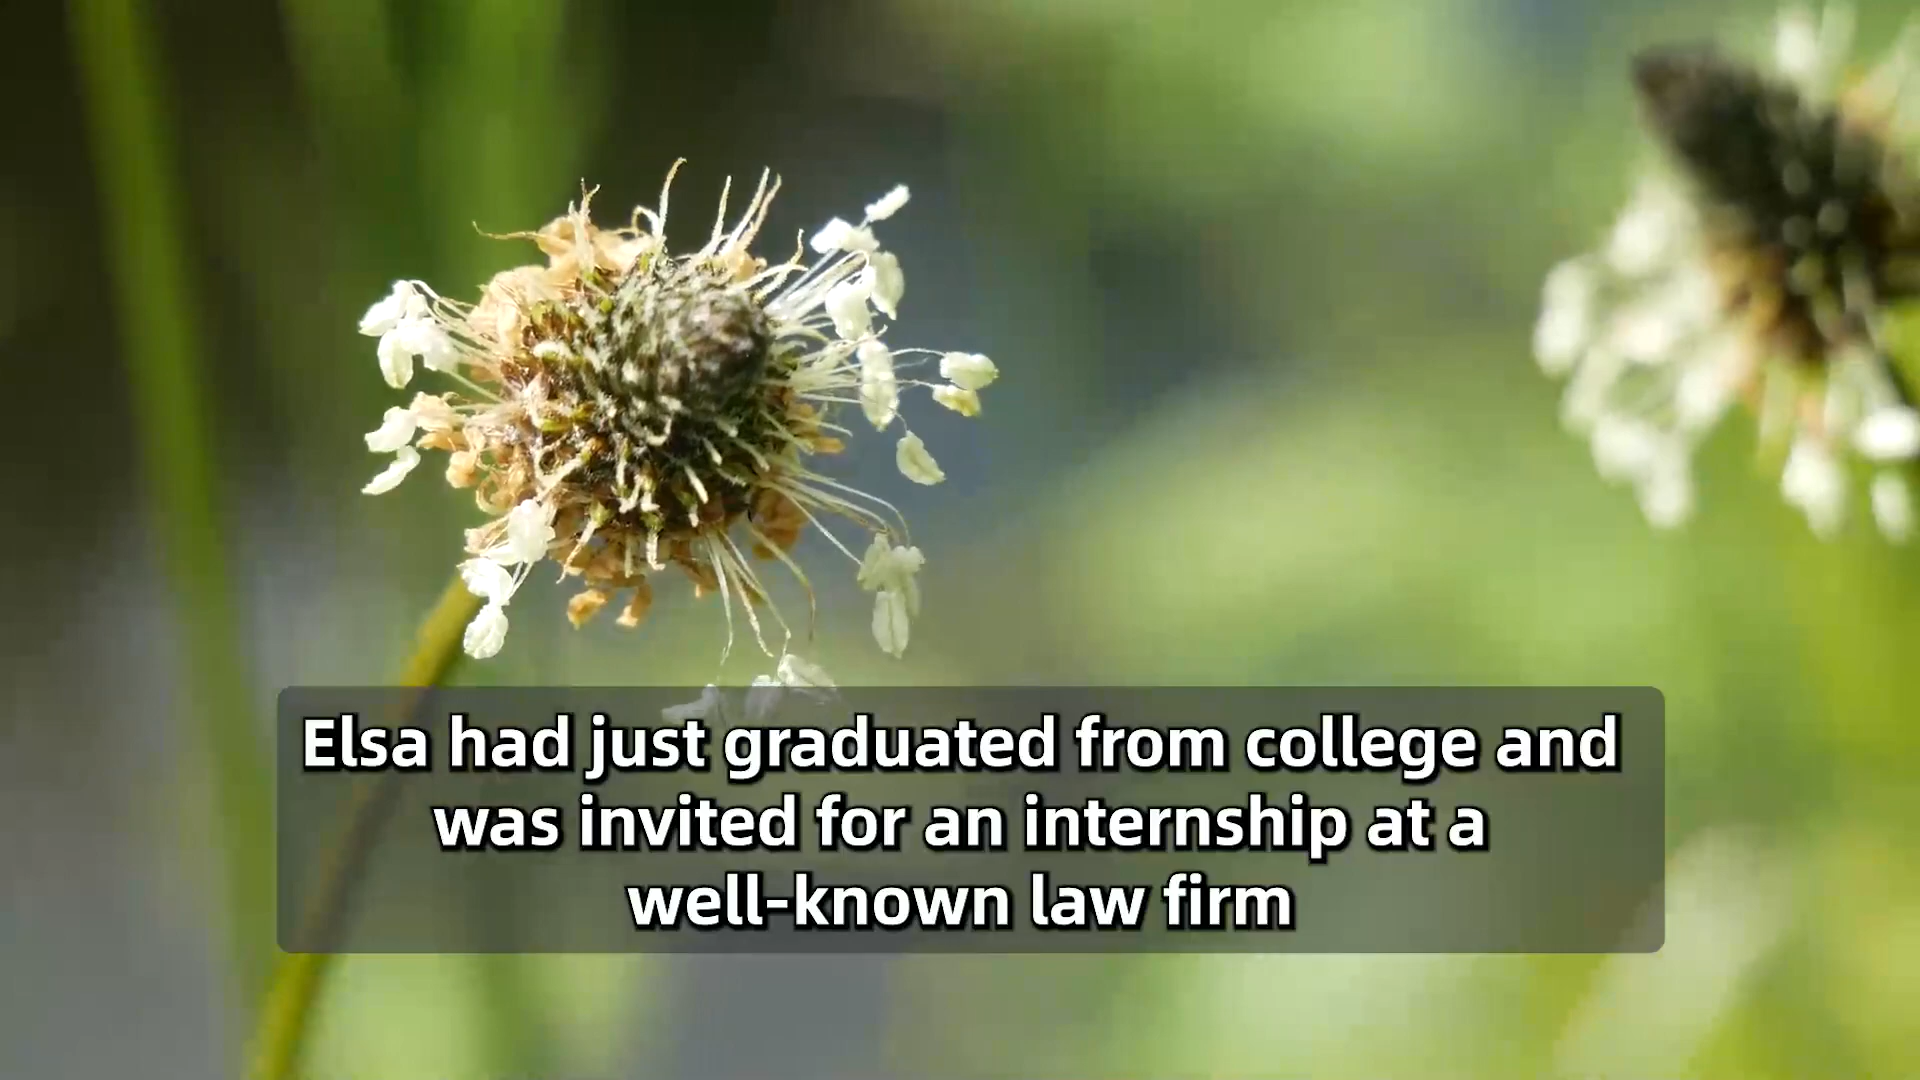 Elsa had just graduated from college and
was invited for an internship at a
well-known law firm